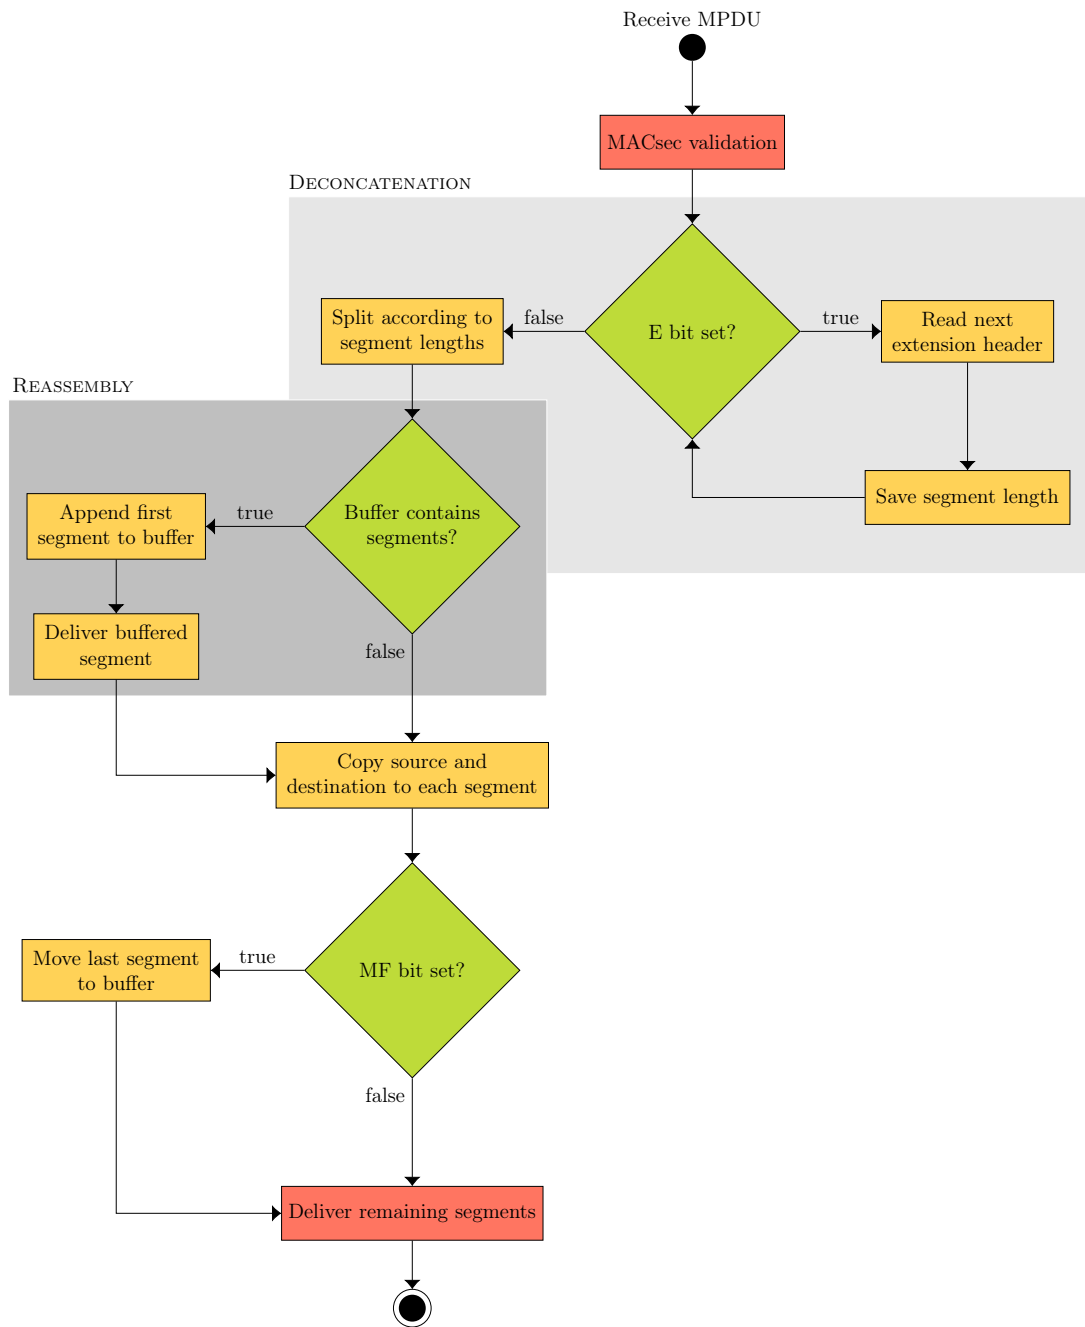 Receive MPDU
MACsec validation
DECONCATENATION
Split according to
segment lengths
false
E bit set?
true
Read next
extension header
Save segment length
REASSEMBLY
Append first
segment to buffer
true
Buffer contains
segments?
Deliver buffered
segment
false
Copy source and
destination to each segment
Move last segment
to buffer
true
MF bit set?
false
Deliver remaining segments